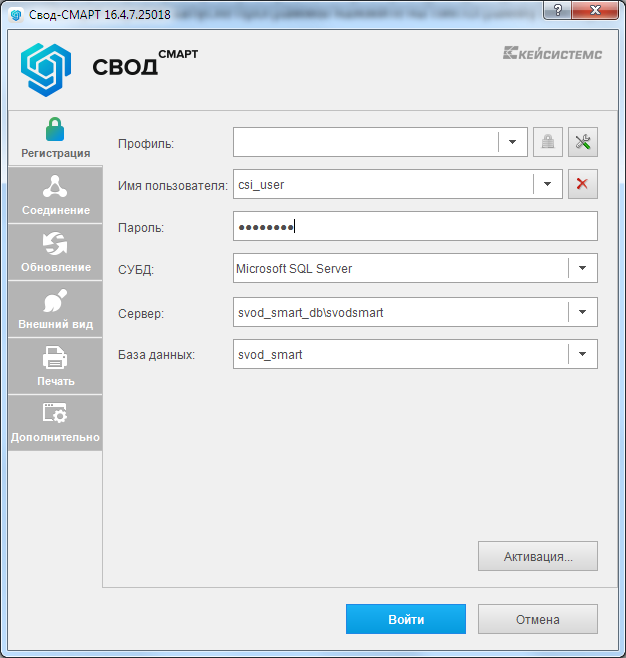 Свод-СМАРТ 16.4.7.25018
СВОД СМАРТ
КЕЙСИСТЕМС
Регистрация
Соединение
Обновление
Внешний вид
Печать
Дополнительно
Профиль:
Имя пользователя: csi_user
Пароль: ●●●●●●●●
СУБД: Microsoft SQL Server
Сервер: svod_smart_db\svodsmart
База данных: svod_smart
Активация...
Войти Отмена